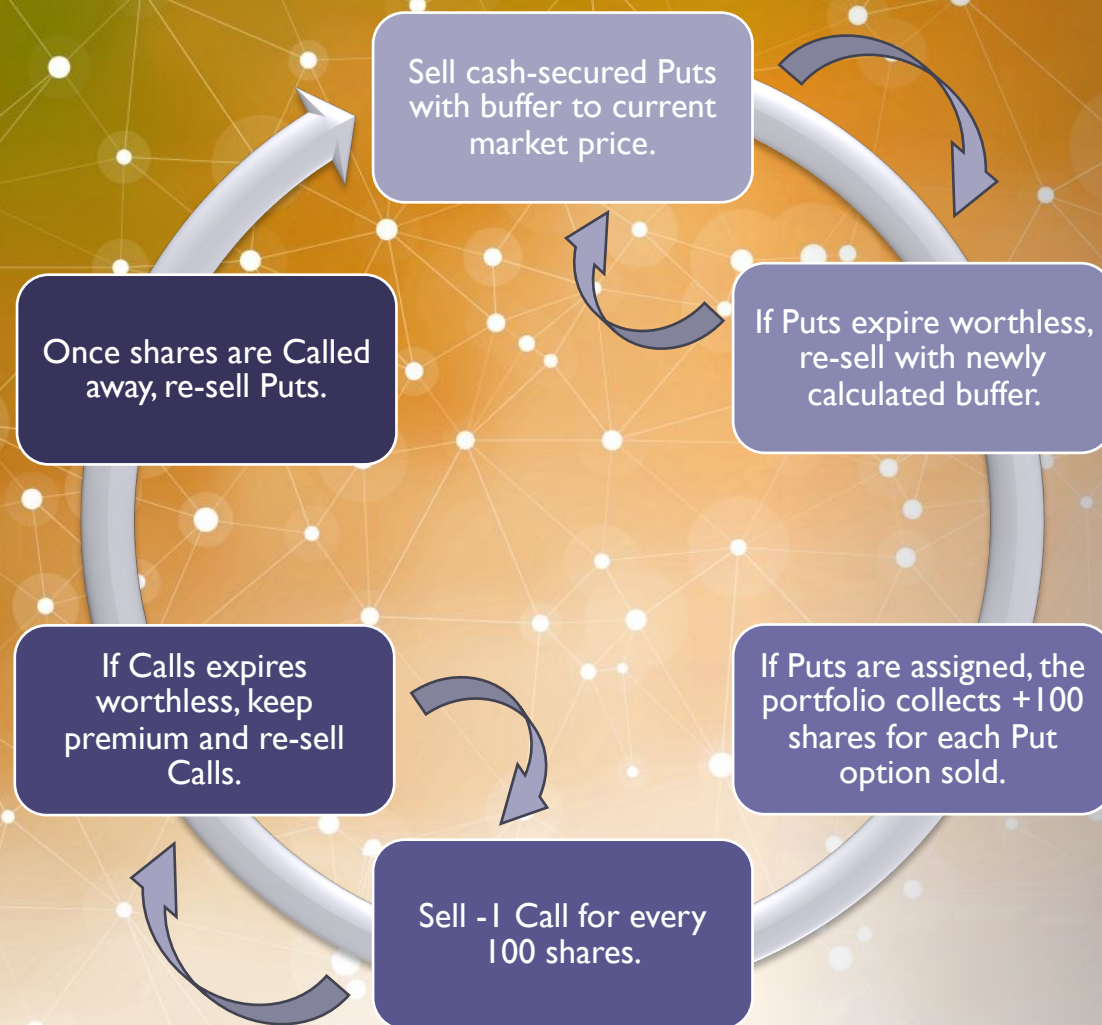 Sell cash-secured Puts
with buffer to current
market price.
If Puts expire worthless,
re-sell with newly
calculated buffer.
If Puts are assigned, the
portfolio collects +100
shares for each Put
option sold.
Sell -1 Call for every
100 shares.
If Calls expires
worthless, keep
premium and re-sell
Calls.
Once shares are Called
away, re-sell Puts.